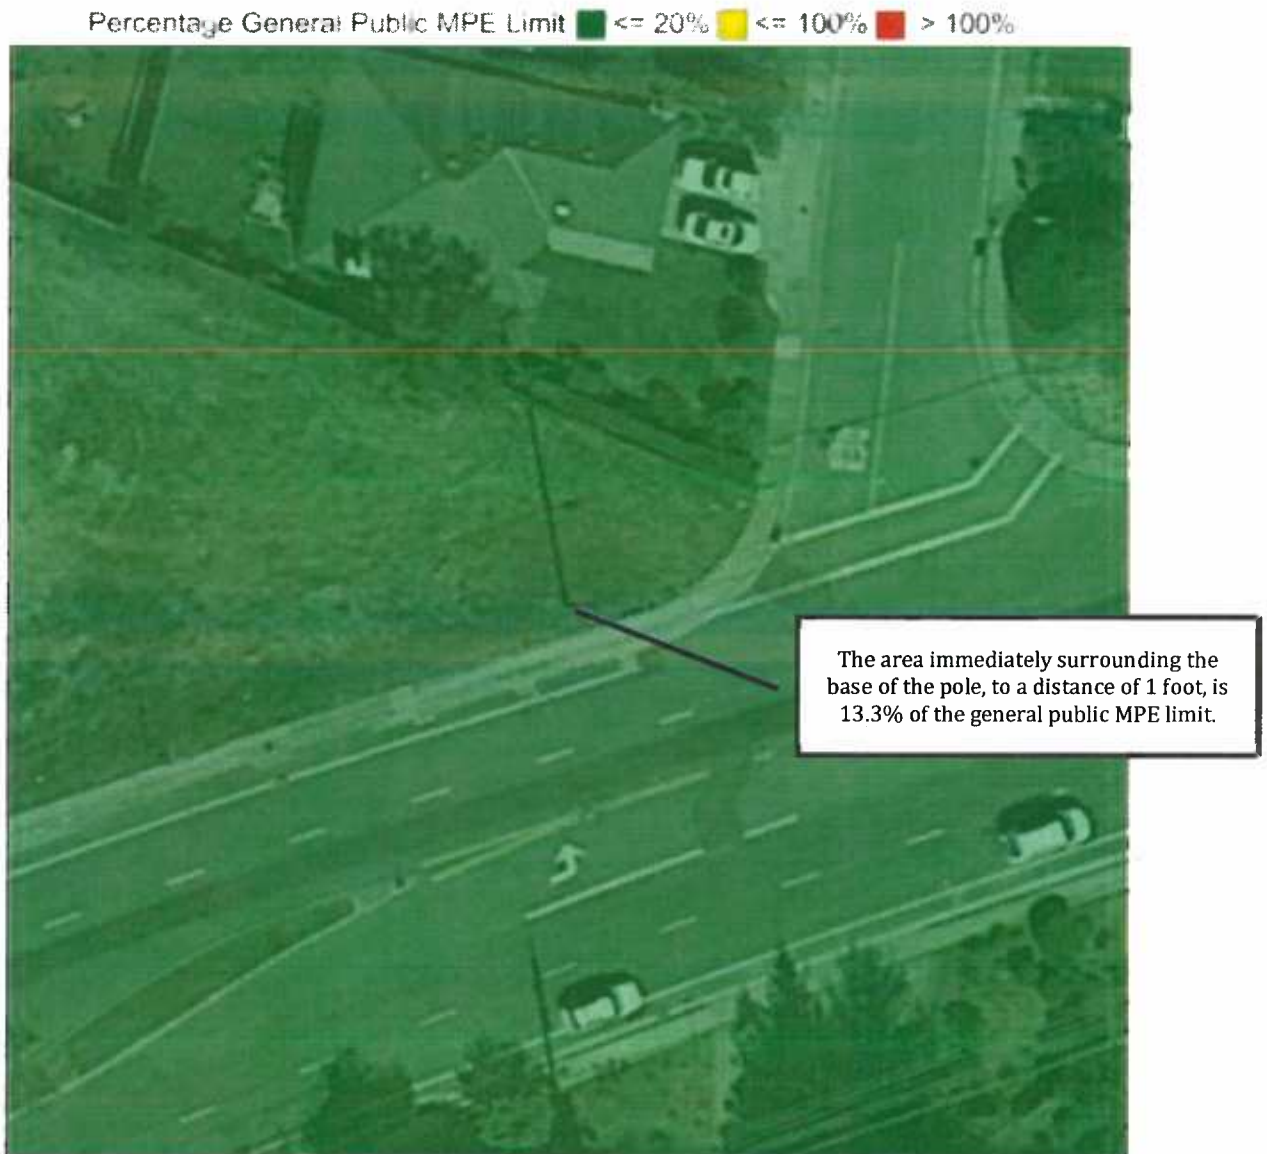 Percentage General Public MPE Limit <= 20% <= 100% > 100%
The area immediately surrounding the
base of the pole, to a distance of 1 foot, is
13.3% of the general public MPE limit.